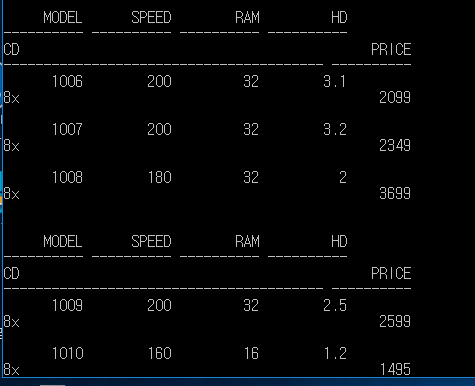 MODEL SPEED RAM HD
---------- ---------- ---------- ----------
CD PRICE
---------------------------------------- ----------
1006 200 32 3.1
8x 2099
1007 200 32 3.2
8x 2349
1008 180 32 2
8x 3699
MODEL SPEED RAM HD
---------- ---------- ---------- ----------
CD PRICE
---------------------------------------- ----------
1009 200 32 2.5
8x 2599
1010 160 16 1.2
8x 1495